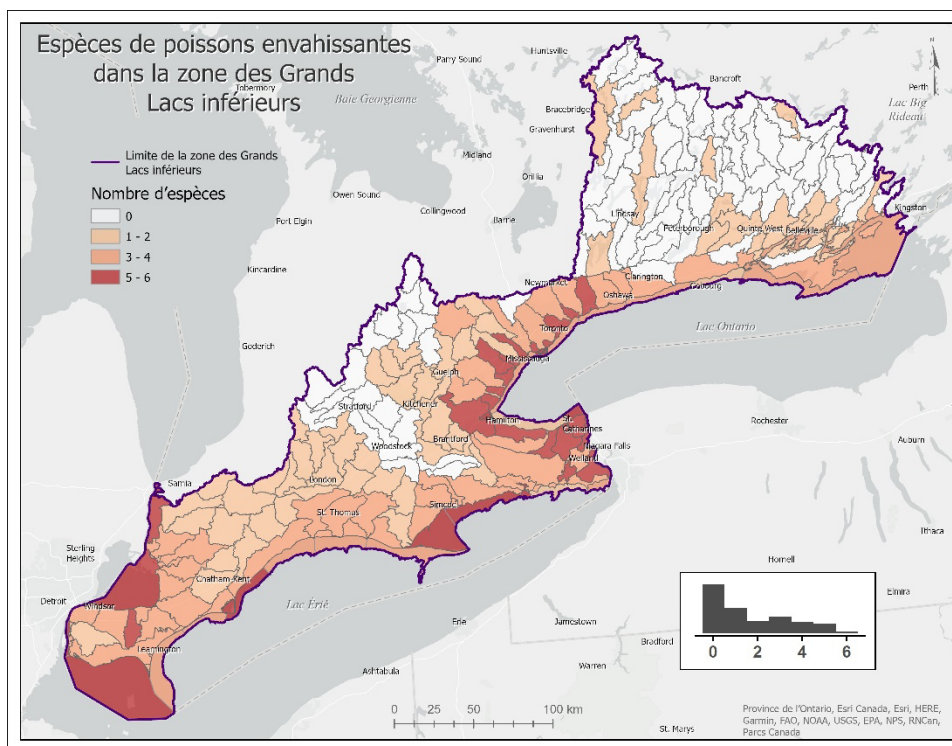 Espèces de poissons envahissantes
dans la zone des Grands
Lacs inférieurs
Limite de la zone des Grands
Lacs inférieurs
Nombre d'espèces
0
1 - 2
3 - 4
5 - 6
Tobermory
Baie Georgienne
Parry Sound
Huntsville
Bracebridge
Gravenhurst
Bancroft
Perth
Lac Big
Rideau
N
Midland
Orillia
Owen Sound
Collingwood
Barrie
Port Elgin
Kincardine
Goderich
Lindsay
Peterborough
Quinte West
Belleville
Kingston
Newmarket
Clarington
Oshawa
Cobourg
Toronto
Lac Ontario
Mississauga
Guelph
Kitchener
Stratford
Hamilton
St.
Catharines
Rochester
Niagara Falls
Auburn
Woodstock
Brantford
Welland
London
Sarnia
St. Thomas
Simcoe
Ithaca
Sterling
Heights
Chatham-Kent
Detroit
Windsor
Lac Érié
Hornell
Elmira
Leamington
Erie
Jamestown
Bradford
Ashtabula
Warren
St. Marys
0 2 4 6
0 25 50 100 km
Province de l'Ontario, Esri Canada, Esri, HERE,
Garmin, FAO, NOAA, USGS, EPA, NPS, RNCan,
Parcs Canada